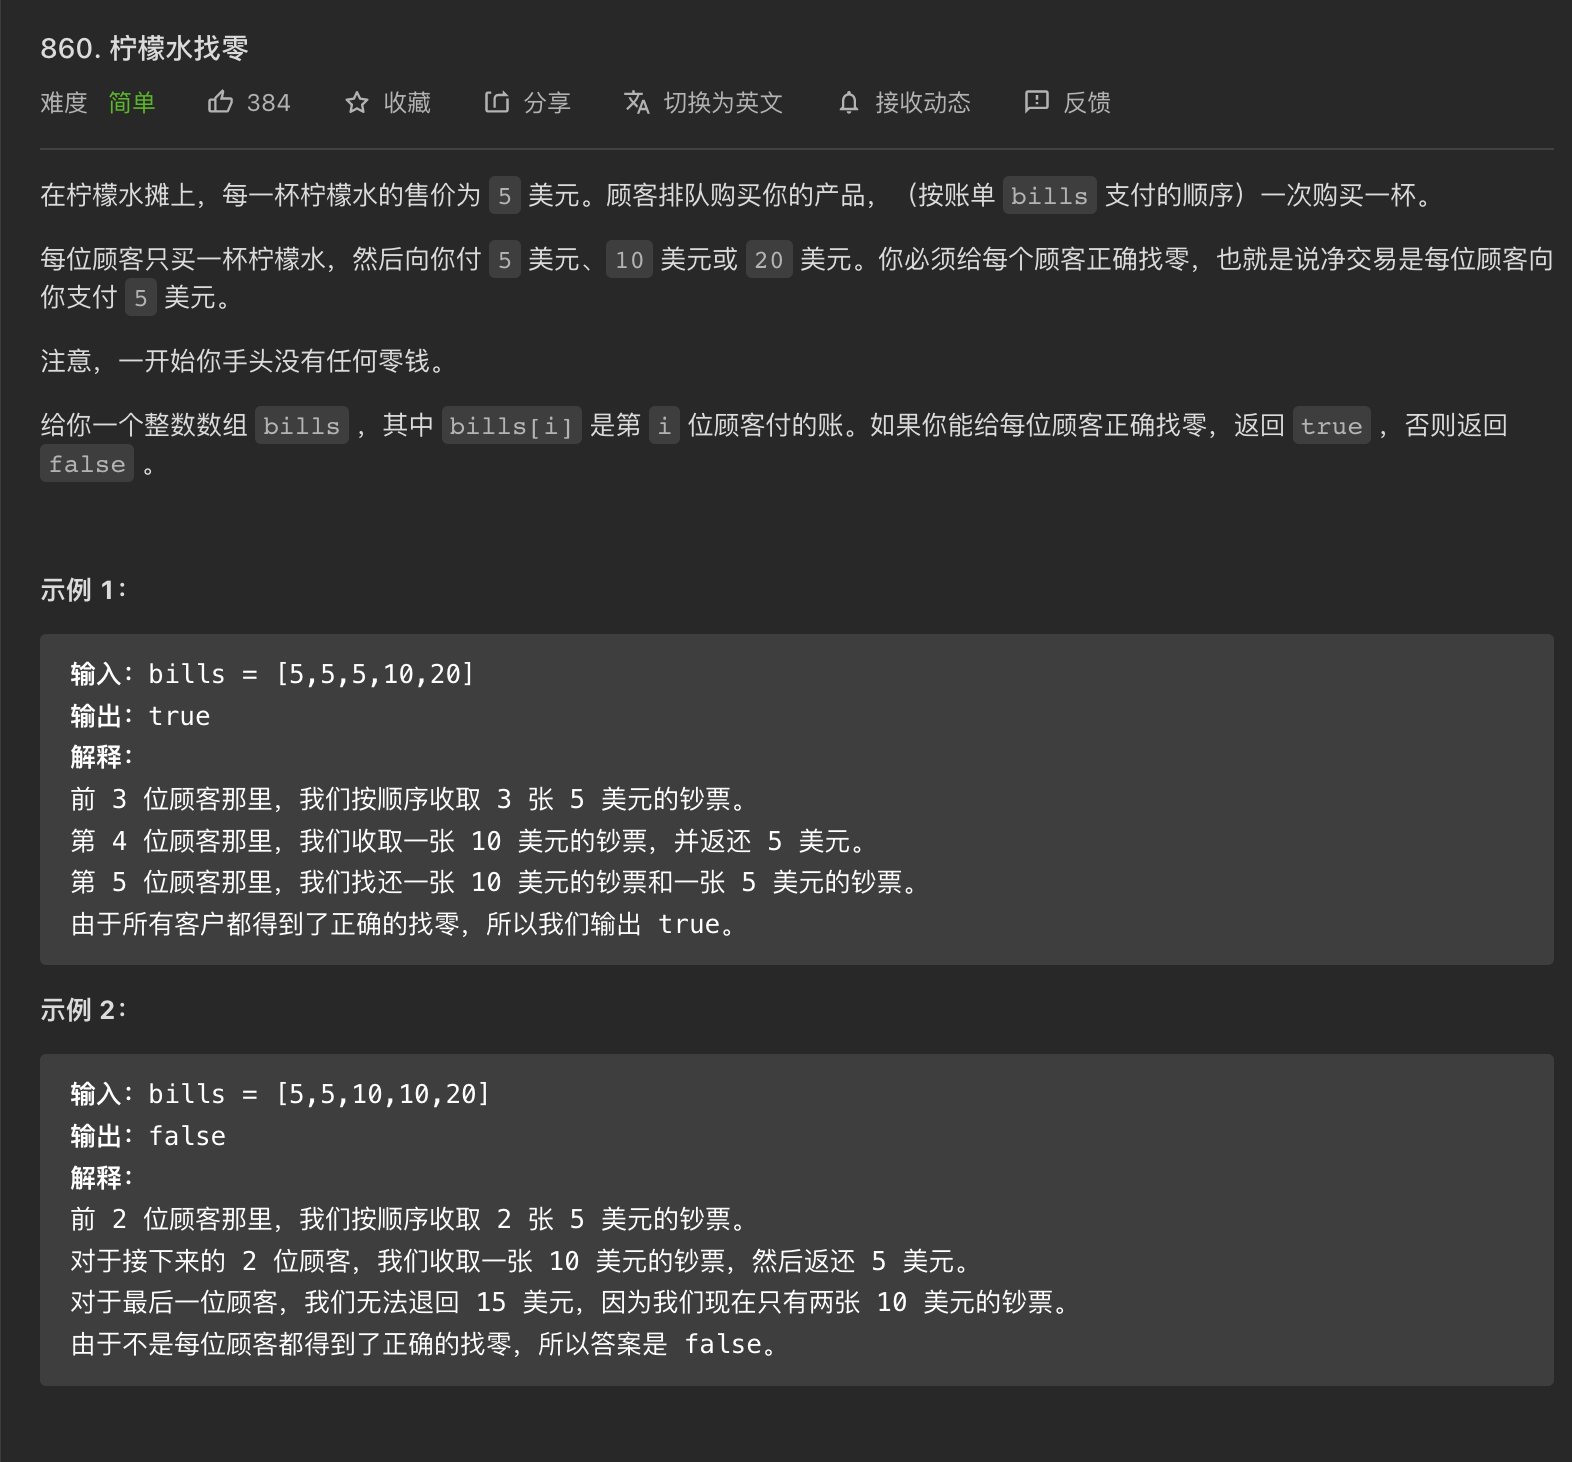 860. 柠檬水找零
难度 简单 384 收藏 分享 切换为英文 接收动态 反馈
在柠檬水摊上，每一杯柠檬水的售价为 5 美元。顾客排队购买你的产品，（按账单 bills 支付的顺序）一次购买一杯。
每位顾客只买一杯柠檬水，然后向你付 5 美元、10 美元或 20 美元。你必须给每个顾客正确找零，也就是说净交易是每位顾客向
你支付 5 美元。
注意，一开始你手头没有任何零钱。
给你一个整数数组 bills ，其中 bills[i] 是第 i 位顾客付的账。如果你能给每位顾客正确找零，返回 true ，否则返回
false 。
示例 1：
输入：bills = [5,5,5,10,20]
输出：true
解释：
前 3 位顾客那里，我们按顺序收取 3 张 5 美元的钞票。
第 4 位顾客那里，我们收取一张 10 美元的钞票，并返还 5 美元。
第 5 位顾客那里，我们找还一张 10 美元的钞票和一张 5 美元的钞票。
由于所有客户都得到了正确的找零，所以我们输出 true。
示例 2：
输入：bills = [5,5,10,10,20]
输出：false
解释：
前 2 位顾客那里，我们按顺序收取 2 张 5 美元的钞票。
对于接下来的 2 位顾客，我们收取一张 10 美元的钞票，然后返还 5 美元。
对于最后一位顾客，我们无法退回 15 美元，因为我们现在只有两张 10 美元的钞票。
由于不是每位顾客都得到了正确的找零，所以答案是 false。